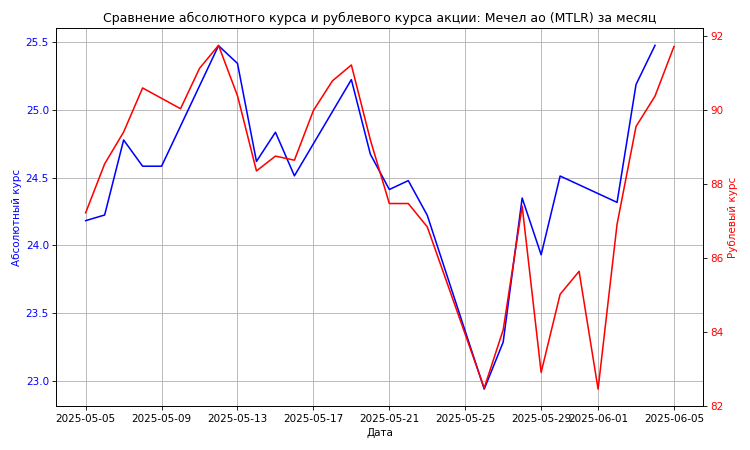 Сравнение абсолютного курса и рублевого курса акции: Мечел ао (MTLR) за месяц
25.5
25.0
24.5
24.0
23.5
23.0
Абсолютный курс
92
90
88
86
84
82
Рублевый курс
2025-05-05 2025-05-09 2025-05-13 2025-05-17 2025-05-21 2025-05-25 2025-05-29 2025-06-01 2025-06-05
Дата